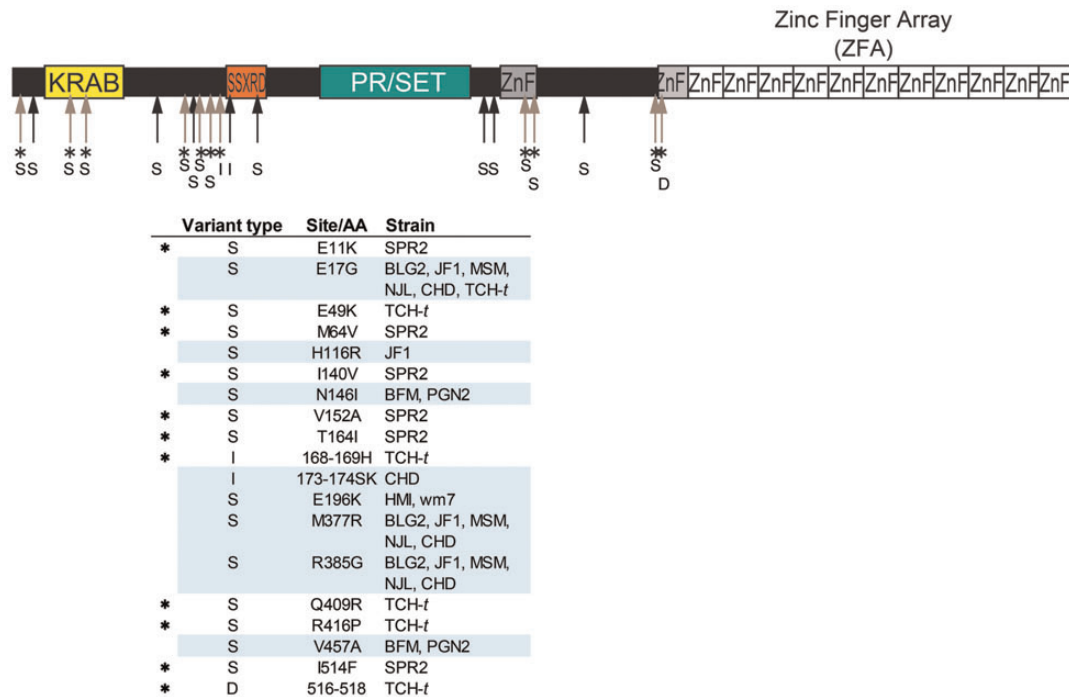 Zinc Finger Array
(ZFA)
KRAB SSXRD PR/SET ZnF ZnF ZnF ZnF ZnF ZnF ZnF ZnF ZnF ZnF ZnF ZnF
* * * * * * * * * * * *
S S S S S S S S S I I S S S S S S S D
Variant type Site/AA Strain
* S E11K SPR2
S E17G BLG2, JF1, MSM,
NJL, CHD, TCH-t
* S E49K TCH-t
* S M64V SPR2
S H116R JF1
* S I140V SPR2
S N146I BFM, PGN2
* S V152A SPR2
* S T164I SPR2
* I 168-169H TCH-t
I 173-174SK CHD
S E196K HMI, wm7
S M377R BLG2, JF1, MSM,
NJL, CHD
S R385G BLG2, JF1, MSM,
NJL, CHD
* S Q409R TCH-t
* S R416P TCH-t
S V457A BFM, PGN2
* S I514F SPR2
* D 516-518 TCH-t